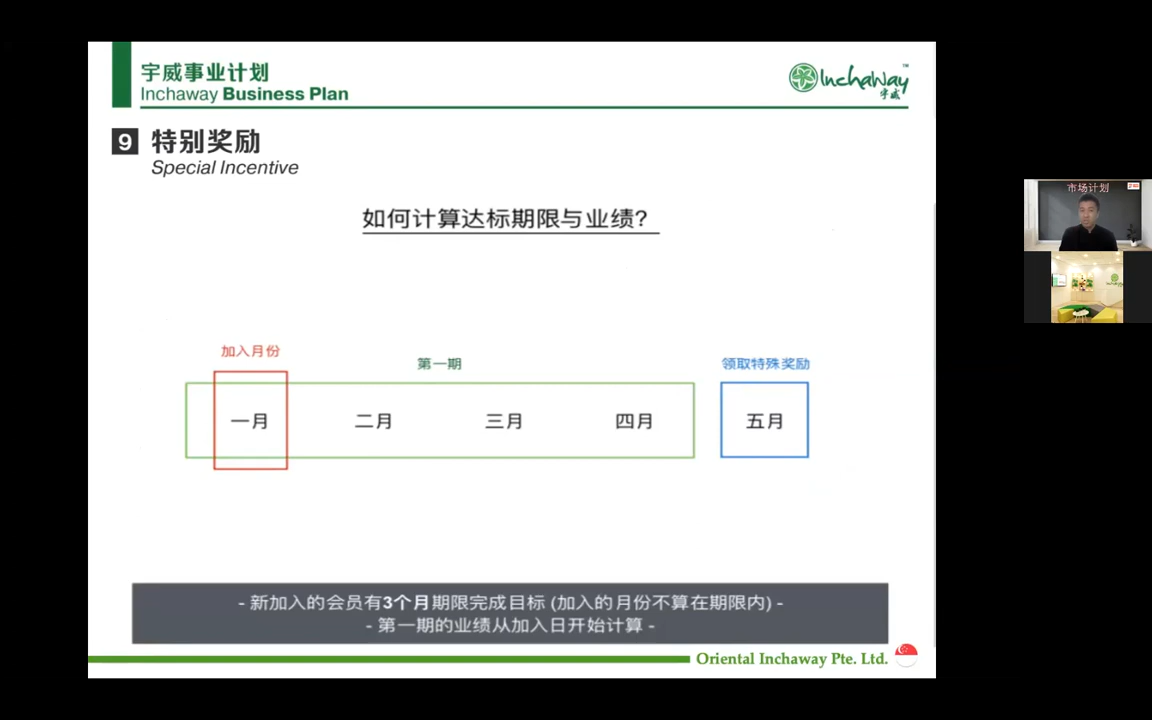 宇威事业计划
Inchaway Business Plan
Inchaway™
宇威
9 特别奖励
Special Incentive
如何计算达标期限与业绩?
加入月份
第一期
领取特殊奖励
一月
二月
三月
四月
五月
- 新加入的会员有3个月期限完成目标 (加入的月份不算在期限内) -
- 第一期的业绩从加入日开始计算 -
Oriental Inchaway Pte. Ltd.
市场计划